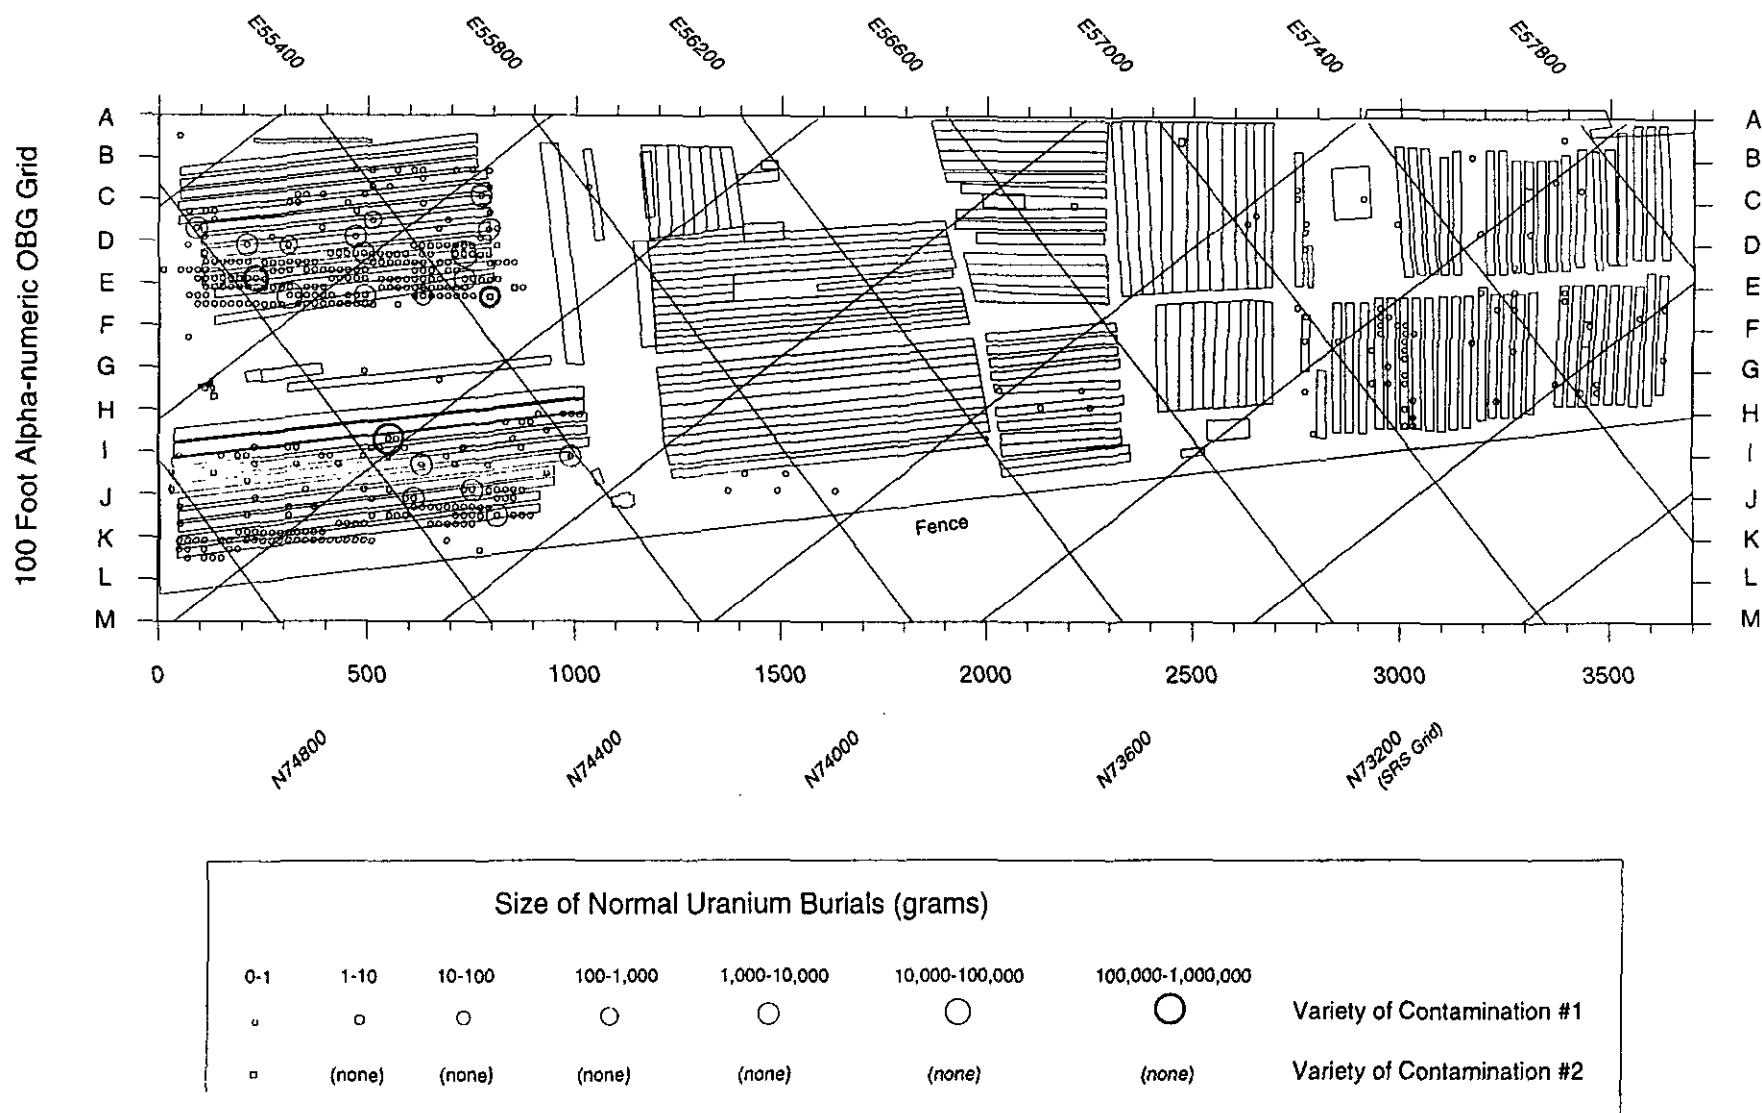 E55400 E55800 E56200 E56600 E57000 E57400 E57800
100 Foot Alpha-numeric OBG Grid
A A
B B
C C
D D
E E
F F
G G
H H
I I
J J
K K
L L
M M
Fence
0 500 1000 1500 2000 2500 3000 3500
N74800 N74400 N74000 N73600 N73200
(SRS Grid)
Size of Normal Uranium Burials (grams)
0-1 1-10 10-100 100-1,000 1,000-10,000 10,000-100,000 100,000-1,000,000
Variety of Contamination #1
(none) (none) (none) (none) (none) (none) Variety of Contamination #2